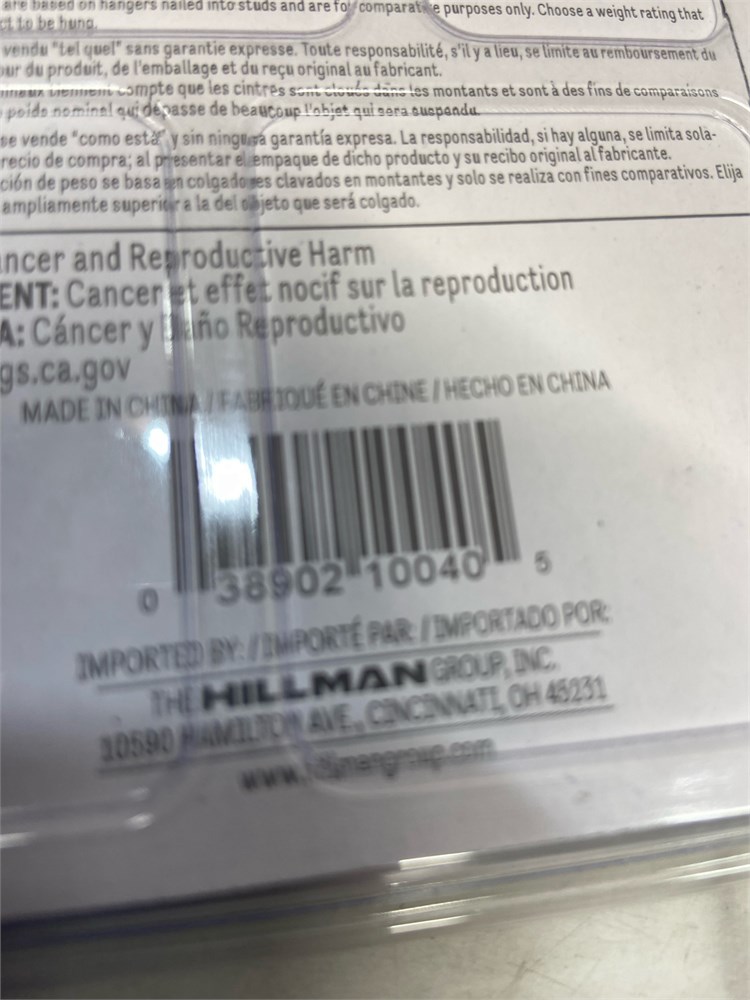 are based on hangers nailed into studs and are for comparative purposes only. Choose a weight rating that
ct to be hung.
vendu "tel quel" sans garantie expresse. Toute responsabilité, s'il y a lieu, se limite au remboursement du
our du produit, de l'emballage et du reçu original au fabricant.
tiennent compte que les cintres sont cloués dans les montants et sont à des fins de comparaisons
poids nominal qui dépasse de beaucoup l'objet qui sera suspendu.
se vende "como está" y sin ninguna garantía expresa. La responsabilidad, si hay alguna, se limita sola-
recio de compra; al presentar el empaque de dicho producto y su recibo original al fabricante.
ción de peso se basa en colgadores clavados en montantes y solo se realiza con fines comparativos. Elija
ampliamente superior a la del objeto que será colgado.
ncer and Reproductive Harm
ENT: Cancer et effet nocif sur la reproduction
A: Cáncer y Daño Reproductivo
gs.ca.gov
MADE IN CHINA / FABRIQUÉ EN CHINE / HECHO EN CHINA
0 38902 10040 5
IMPORTED BY: / IMPORTÉ PAR: / IMPORTADO POR:
THE HILLMAN GROUP, INC.
10590 HAMILTON AVE., CINCINNATI, OH 45231
www.hillmangroup.com